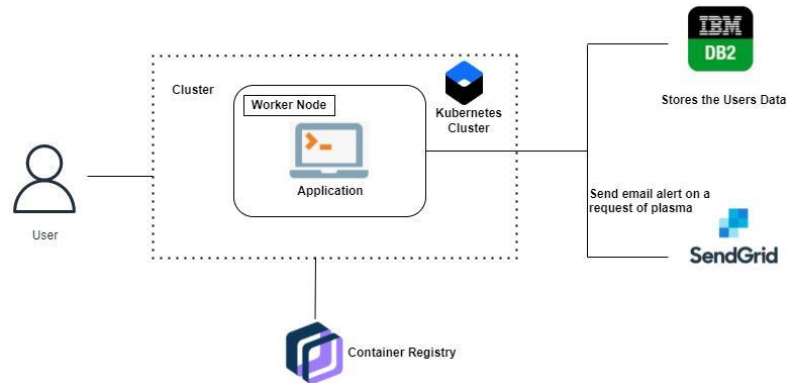 IBM
DB2
Stores the Users Data
Cluster
Worker Node
Kubernetes
Cluster
Application
User
Send email alert on a
request of plasma
SendGrid
Container Registry